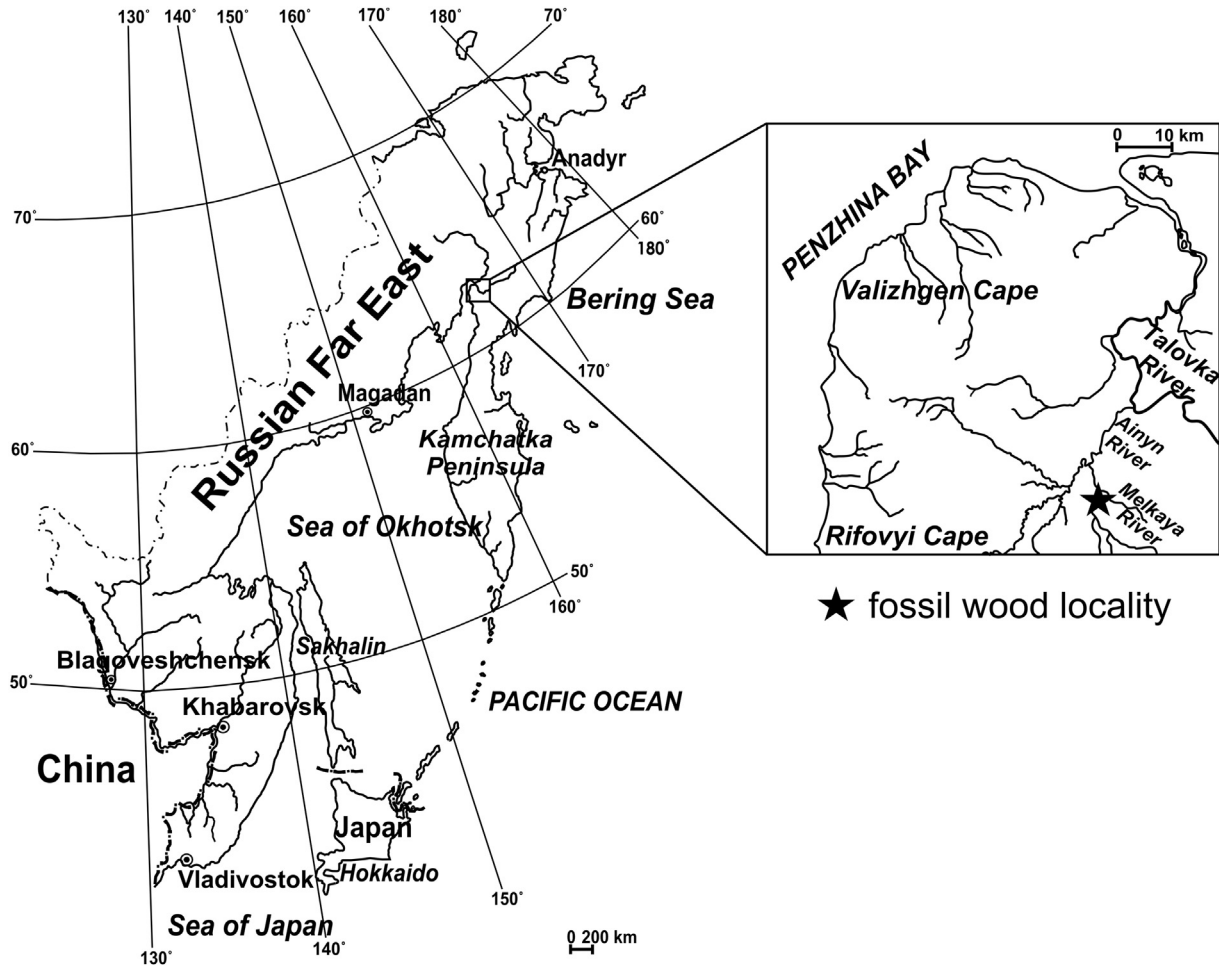 130° 140° 150° 160° 170° 180° 70°
Anadyr
70°
60°
180°
Bering Sea
Russian Far East
170°
Magadan
60°
Kamchatka
Peninsula
Sea of Okhotsk
50°
160°
Sakhalin
Blagoveshchensk
50°
Khabarovsk
PACIFIC OCEAN
China
Japan
Hokkaido
Vladivostok
150°
Sea of Japan
140°
130°
0 200 km
0 10 km
PENZHINA BAY
Valizhgen Cape
Talovka
River
Ainyn
River
Melkaya
River
Rifovyi Cape
fossil wood locality